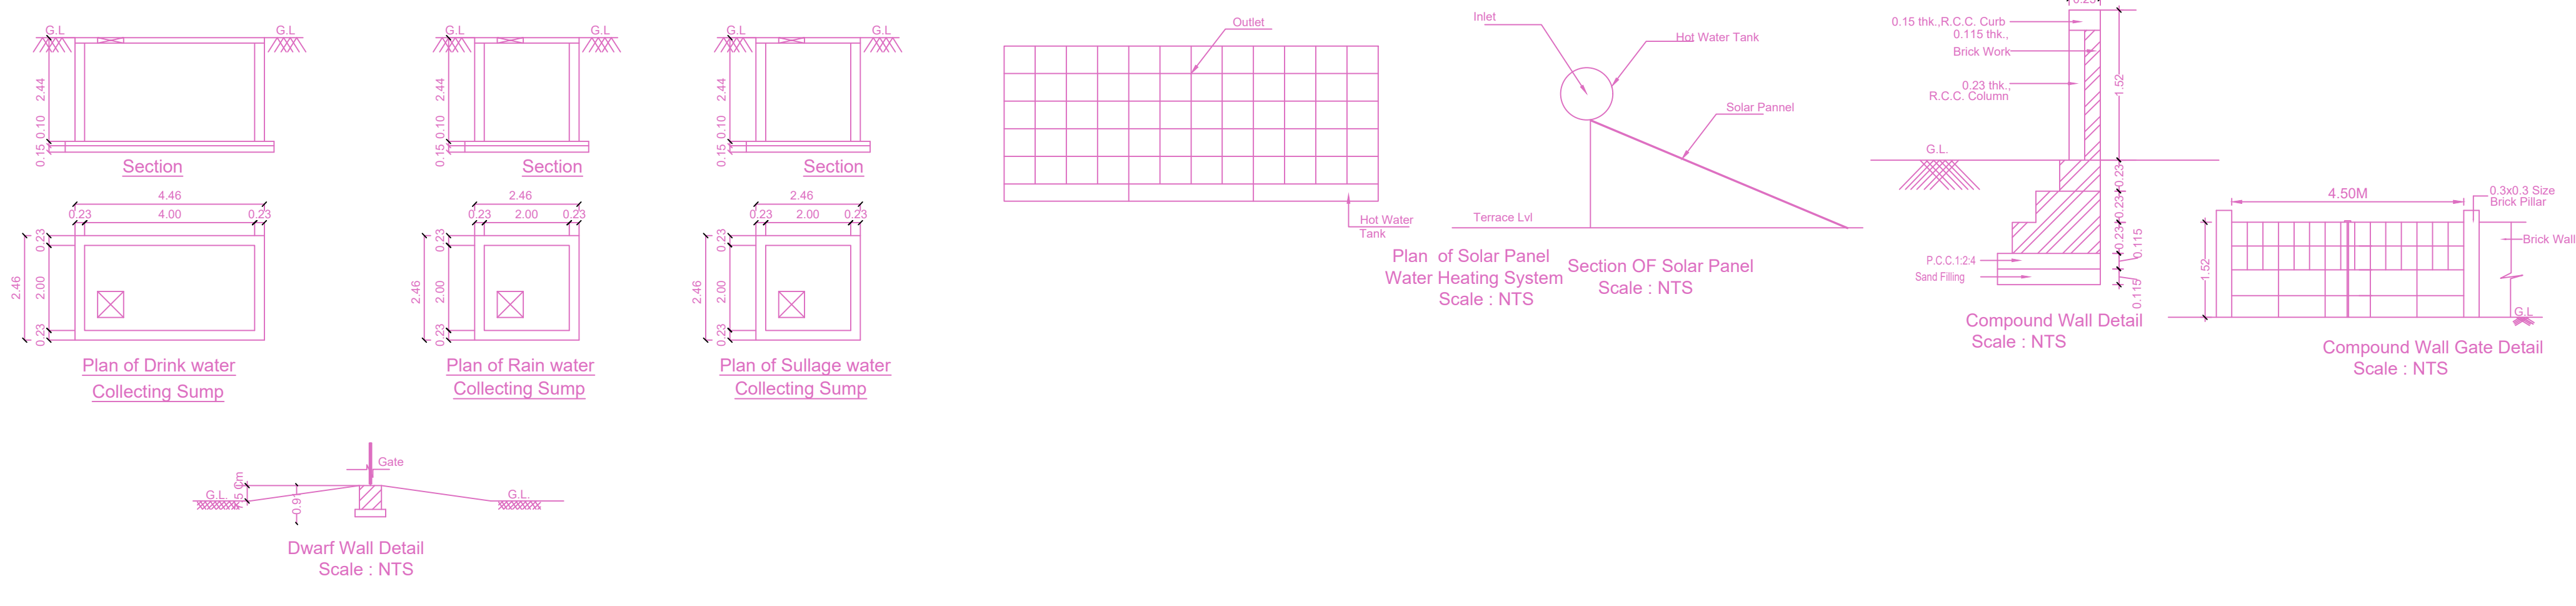 G.L
G.L
2.44
0.10
0.15
Section
4.46
0.23
4.00
0.23
0.23
2.46
2.00
0.23
Plan of Drink water
Collecting Sump
G.L
G.L
2.44
0.10
0.15
Section
2.46
0.23
2.00
0.23
0.23
2.46
2.00
0.23
Plan of Rain water
Collecting Sump
G.L
G.L
2.44
0.10
0.15
Section
2.46
0.23
2.00
0.23
0.23
2.46
2.00
0.23
Plan of Sullage water
Collecting Sump
Outlet
Hot Water
Tank
Plan of Solar Panel
Water Heating System
Scale : NTS
Inlet
Hot Water Tank
Solar Pannel
Terrace Lvl
Section OF Solar Panel
Scale : NTS
0.23
0.15 thk.,R.C.C. Curb
0.115 thk.,
Brick Work
0.23 thk.,
R.C.C. Column
1.52
G.L.
0.23
0.23
0.23
0.115
0.115
P.C.C.1:2:4
Sand Filling
Compound Wall Detail
Scale : NTS
4.50M
0.3x0.3 Size
Brick Pillar
Brick Wall
1.52
G.L
Compound Wall Gate Detail
Scale : NTS
Gate
G.L.
Cm
G.L.
Dwarf Wall Detail
Scale : NTS